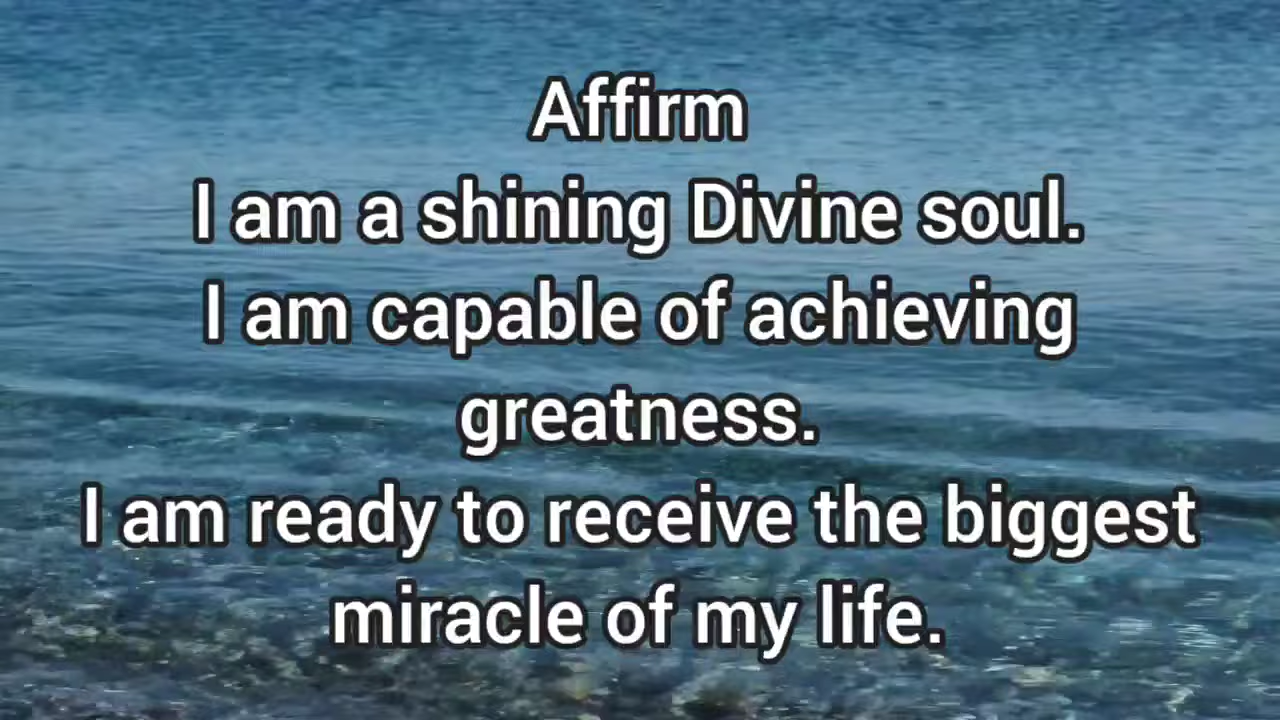 Affirm
I am a shining Divine soul.
I am capable of achieving
greatness.
I am ready to receive the biggest
miracle of my life.